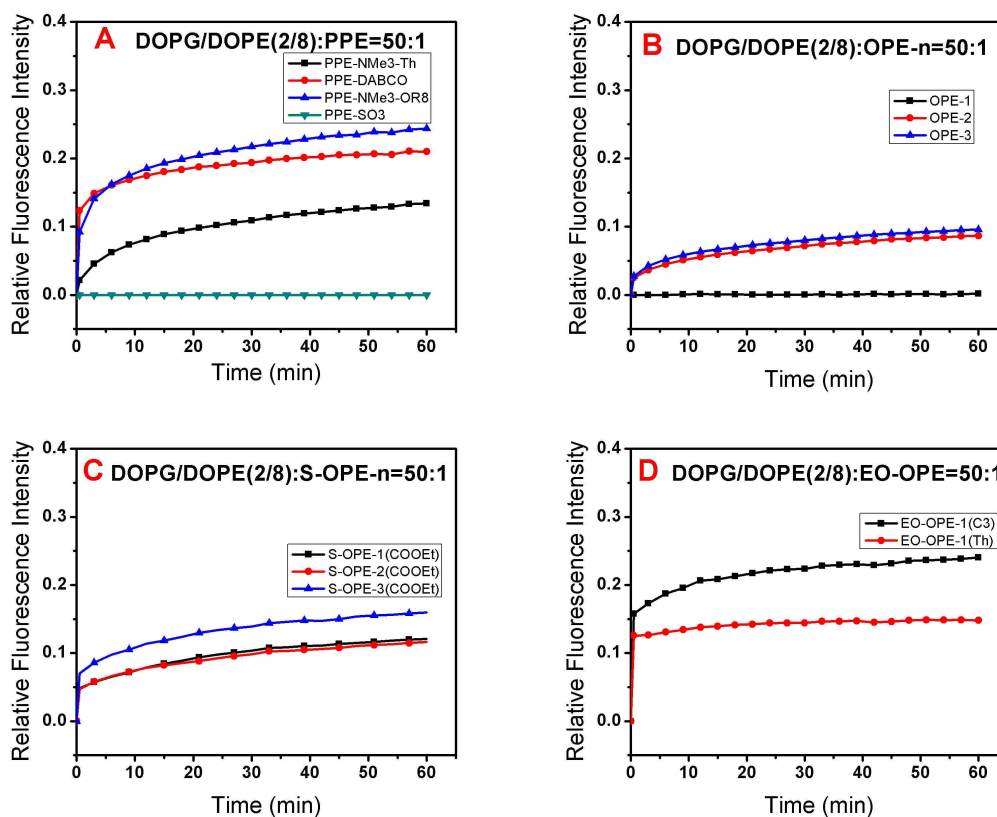 A
DOPG/DOPE(2/8):PPE=50:1
PPE-NMe3-Th
PPE-DABCO
PPE-NMe3-OR8
PPE-SO3
Relative Fluorescence Intensity
0.4
0.3
0.2
0.1
0.0
0 10 20 30 40 50 60
Time (min)
B
DOPG/DOPE(2/8):OPE-n=50:1
OPE-1
OPE-2
OPE-3
Relative Fluorescence Intensity
0.4
0.3
0.2
0.1
0.0
0 10 20 30 40 50 60
Time (min)
C
DOPG/DOPE(2/8):S-OPE-n=50:1
S-OPE-1(COOEt)
S-OPE-2(COOEt)
S-OPE-3(COOEt)
Relative Fluorescence Intensity
0.4
0.3
0.2
0.1
0.0
0 10 20 30 40 50 60
Time (min)
D
DOPG/DOPE(2/8):EO-OPE=50:1
EO-OPE-1(C3)
EO-OPE-1(Th)
Relative Fluorescence Intensity
0.4
0.3
0.2
0.1
0.0
0 10 20 30 40 50 60
Time (min)